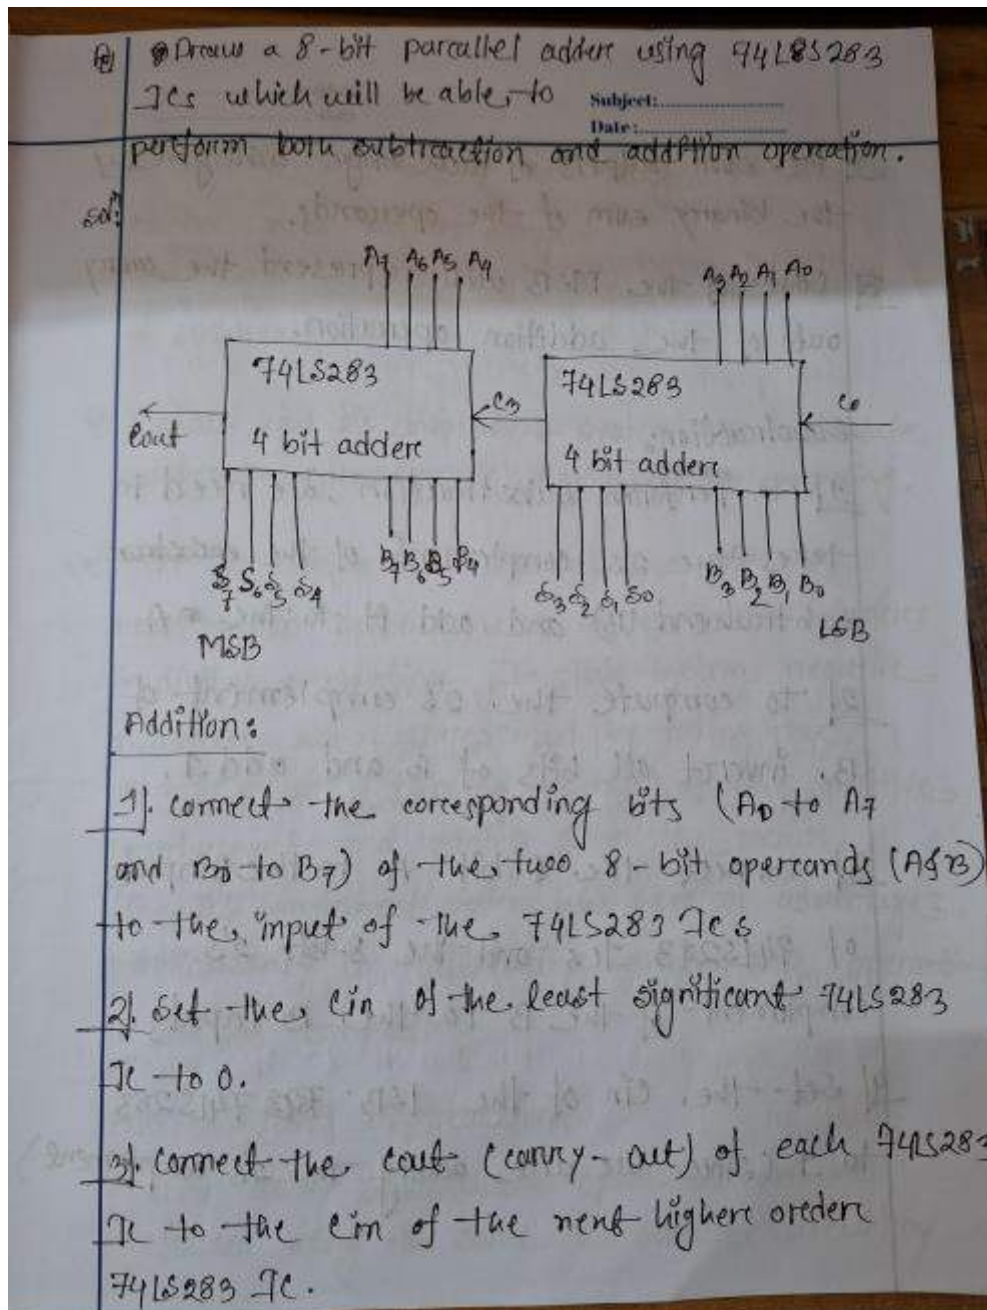 Q Draw a 8-bit parallel adder using 74LS283
ICs which will be able to
Subject:
Date:
perform both subtraction and addition operation.
solⁿ:
A7 A6 A5 A4
A3 A2 A1 A0
74LS283
4 bit adder
Cout
C3
74LS283
4 bit adder
C0
S7 S6 S5 S4
B7 B6 B5 B4
S3 S2 S1 S0
B3 B2 B1 B0
MSB
LSB
Addition:
1). connect the corresponding bits (A0 to A7
and B0 to B7) of the two 8-bit operands (A&B)
to the input of the 74LS283 ICs
2). set the Cin of the least significant 74LS283
IC to 0.
3). connect the cout (carry-out) of each 74LS283
IC to the Cin of the next higher order
74LS283 IC.